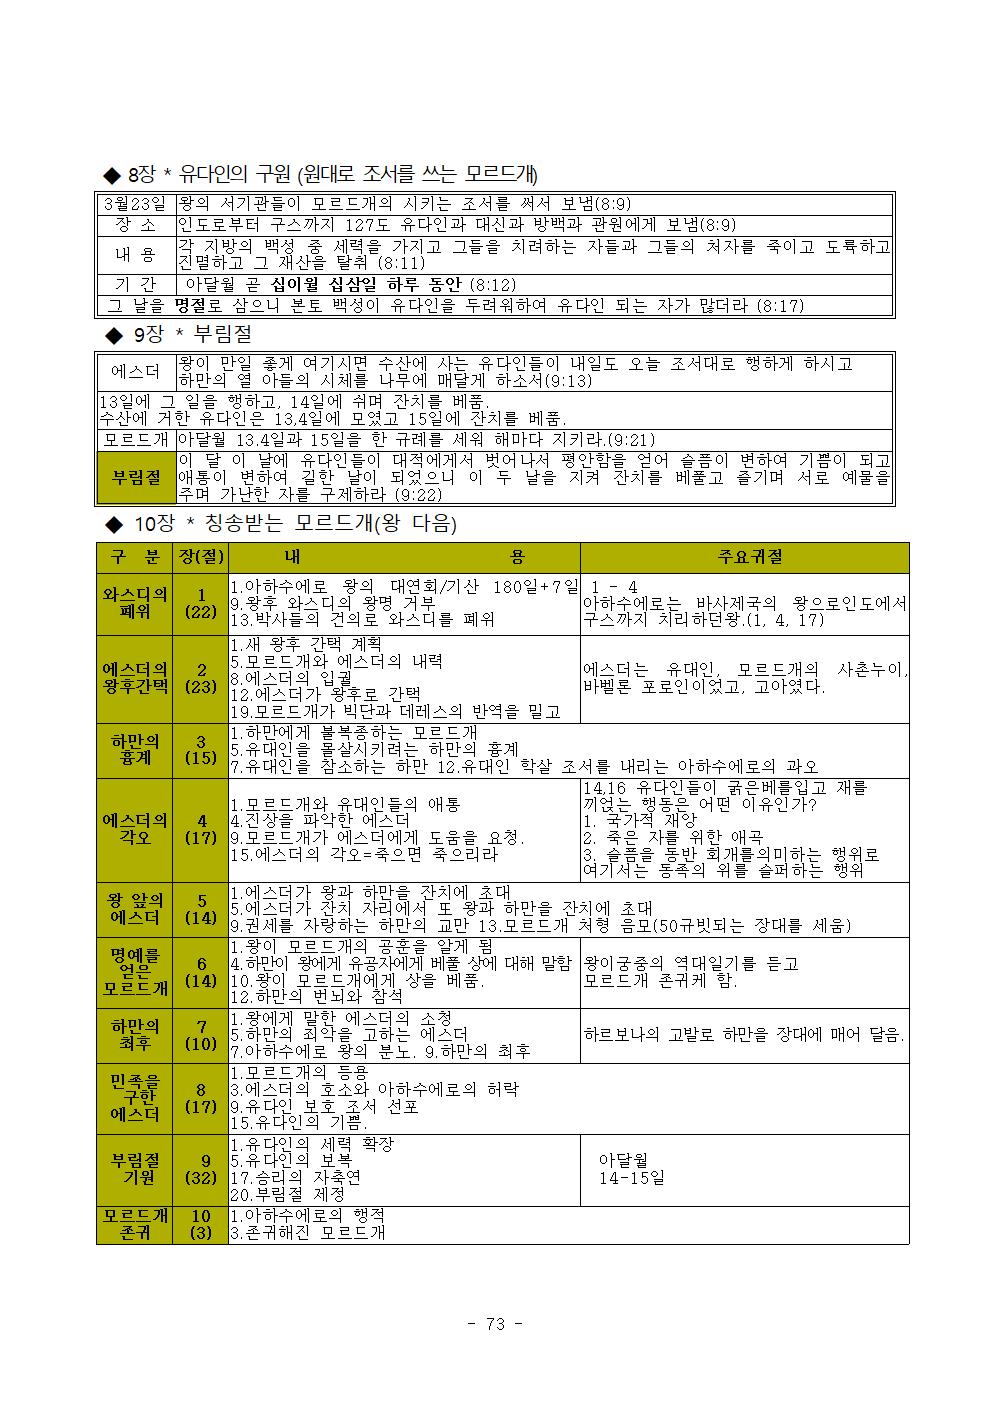 ◆ 8장 * 유다인의 구원 (원대로 조서를 쓰는 모르드개)
3월23일 왕의 서기관들이 모르드개의 시키는 조서를 써서 보냄(8:9)
장 소 인도로부터 구스까지 127도 유다인과 대신과 방백과 관원에게 보냄(8:9)
내 용 각 지방의 백성 중 세력을 가지고 그들을 치려하는 자들과 그들의 처자를 죽이고 도륙하고
진멸하고 그 재산을 탈취 (8:11)
기 간 아달월 곧 십이월 십삼일 하루 동안 (8:12)
그 날을 명절로 삼으니 본토 백성이 유다인을 두려워하여 유다인 되는 자가 많더라 (8:17)
◆ 9장 * 부림절
에스더 왕이 만일 좋게 여기시면 수산에 사는 유다인들이 내일도 오늘 조서대로 행하게 하시고
하만의 열 아들의 시체를 나무에 매달게 하소서(9:13)
13일에 그 일을 행하고, 14일에 쉬며 잔치를 베품.
수산에 거한 유다인은 13,4일에 모였고 15일에 잔치를 베품.
모르드개 아달월 13.4일과 15일을 한 규례를 세워 해마다 지키라.(9:21)
부림절 이 달 이 날에 유다인들이 대적에게서 벗어나서 평안함을 얻어 슬픔이 변하여 기쁨이 되고
애통이 변하여 길한 날이 되었으니 이 두 날을 지켜 잔치를 베풀고 즐기며 서로 예물을
주며 가난한 자를 구제하라 (9:22)
◆ 10장 * 칭송받는 모르드개(왕 다음)
구 분 장(절) 내 용 주요귀절
와스디의
폐위
1
(22)
1.아하수에로 왕의 대연회/기산 180일+7일
9.왕후 와스디의 왕명 거부
13.박사들의 건의로 와스디를 폐위
1 - 4
아하수에로는 바사제국의 왕으로인도에서
구스까지 치리하던왕.(1, 4, 17)
에스더의
왕후간택
2
(23)
1.새 왕후 간택 계획
5.모르드개와 에스더의 내력
8.에스더의 입궐
12.에스더가 왕후로 간택
19.모르드개가 빅단과 데레스의 반역을 밀고
에스더는 유대인, 모르드개의 사촌누이,
바벨론 포로인이었고, 고아였다.
하만의
흉계
3
(15)
1.하만에게 불복종하는 모르드개
5.유대인을 몰살시키려는 하만의 흉계
7.유대인을 참소하는 하만 12.유대인 학살 조서를 내리는 아하수에로의 과오
에스더의
각오
4
(17)
1.모르드개와 유대인들의 애통
4.진상을 파악한 에스더
9.모르드개가 에스더에게 도움을 요청.
15.에스더의 각오=죽으면 죽으리라
14,16 유다인들이 굵은베를입고 재를
끼얹는 행동은 어떤 이유인가?
1. 국가적 재앙
2. 죽은 자를 위한 애곡
3. 슬픔을 동반 회개를의미하는 행위로
여기서는 동족의 위를 슬퍼하는 행위
왕 앞의
에스더
5
(14)
1.에스더가 왕과 하만을 잔치에 초대
5.에스더가 잔치 자리에서 또 왕과 하만을 잔치에 초대
9.권세를 자랑하는 하만의 교만 13.모르드개 처형 음모(50규빗되는 장대를 세움)
명예를
얻은
모르드개
6
(14)
1.왕이 모르드개의 공훈을 알게 됨
4.하만이 왕에게 유공자에게 베풀 상에 대해 말함
10.왕이 모르드개에게 상을 베품.
12.하만의 번뇌와 참석
왕이궁중의 역대일기를 듣고
모르드개 존귀케 함.
하만의
최후
7
(10)
1.왕에게 말한 에스더의 소청
5.하만의 죄악을 고하는 에스더
7.아하수에로 왕의 분노. 9.하만의 최후
하르보나의 고발로 하만을 장대에 매어 달음.
민족을
구한
에스더
8
(17)
1.모르드개의 등용
3.에스더의 호소와 아하수에로의 허락
9.유다인 보호 조서 선포
15.유다인의 기쁨.
부림절
기원
9
(32)
1.유다인의 세력 확장
5.유다인의 보복
17.승리의 자축연
20.부림절 제정
아달월
14-15일
모르드개
존귀
10
(3)
1.아하수에로의 행적
3.존귀해진 모르드개
- 73 -